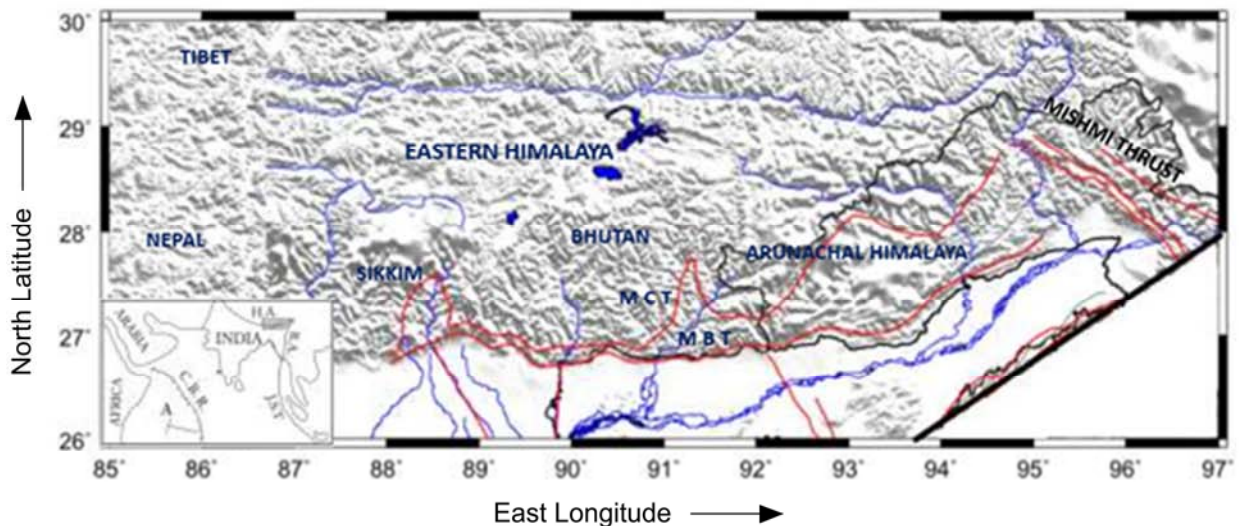 30°
TIBET
29°
MISHMI THRUST
EASTERN HIMALAYA
28°
NEPAL
BHUTAN
ARUNACHAL HIMALAYA
SIKKIM
M C T
27°
M B T
H.A.
ARABIA
INDIA
C.B.R.
AFRICA
A
26°
85° 86° 87° 88° 89° 90° 91° 92° 93° 94° 95° 96° 97°
North Latitude
East Longitude